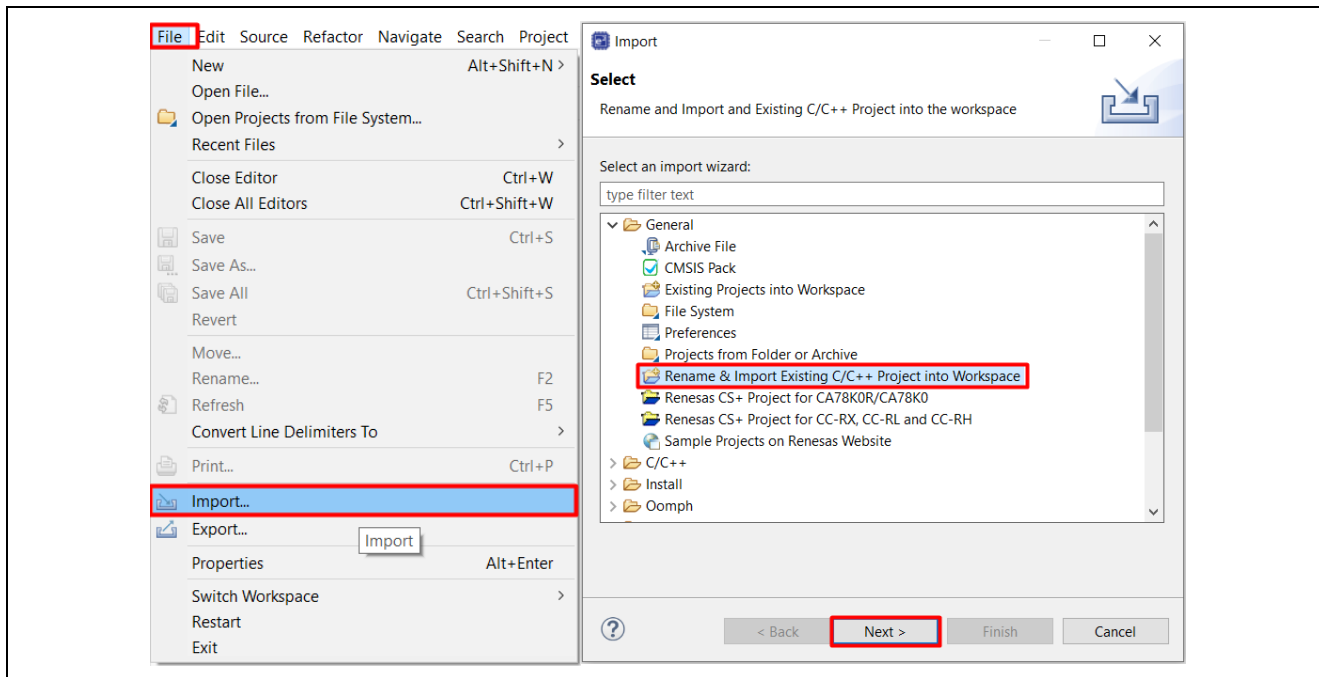 File Edit Source Refactor Navigate Search Project
New Alt+Shift+N >
Open File...
Open Projects from File System...
Recent Files >
Close Editor Ctrl+W
Close All Editors Ctrl+Shift+W
Save Ctrl+S
Save As...
Save All Ctrl+Shift+S
Revert
Move...
Rename... F2
Refresh F5
Convert Line Delimiters To >
Print... Ctrl+P
Import...
Export...
Import
Properties Alt+Enter
Switch Workspace >
Restart
Exit
Import
Select
Rename and Import and Existing C/C++ Project into the workspace
Select an import wizard:
type filter text
General
Archive File
CMSIS Pack
Existing Projects into Workspace
File System
Preferences
Projects from Folder or Archive
Rename & Import Existing C/C++ Project into Workspace
Renesas CS+ Project for CA78K0R/CA78K0
Renesas CS+ Project for CC-RX, CC-RL and CC-RH
Sample Projects on Renesas Website
> C/C++
> Install
> Oomph
? < Back Next > Finish Cancel